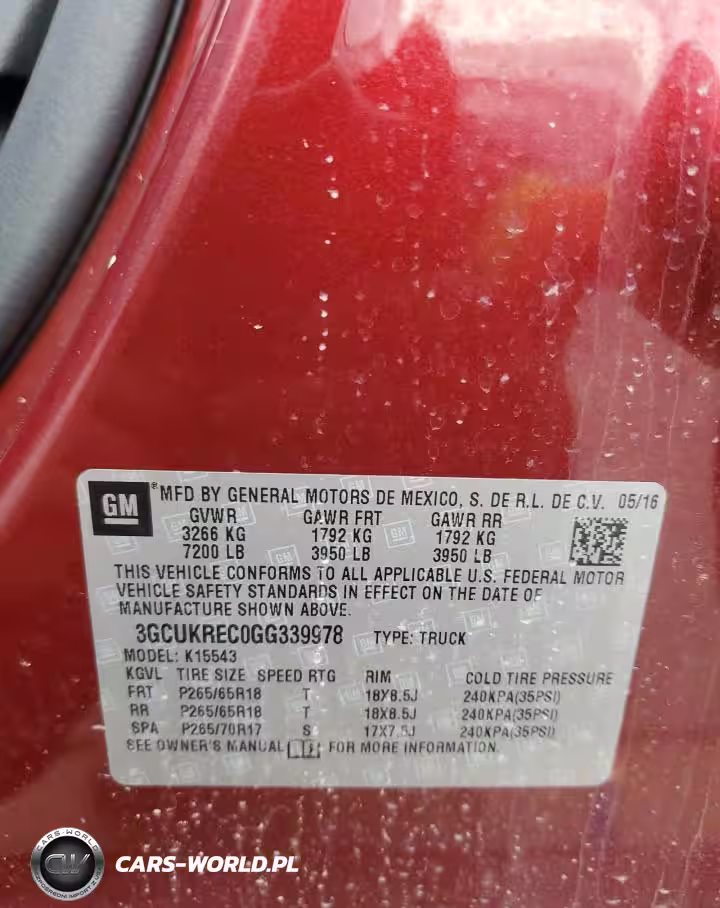 GM ® MFD BY GENERAL MOTORS DE MEXICO, S. DE R.L. DE C.V. 05/16
GVWR GAWR FRT GAWR RR
3266 KG 1792 KG 1792 KG
7200 LB 3950 LB 3950 LB
THIS VEHICLE CONFORMS TO ALL APPLICABLE U.S. FEDERAL MOTOR
VEHICLE SAFETY STANDARDS IN EFFECT ON THE DATE OF
MANUFACTURE SHOWN ABOVE.
3GCUKREC0GG339978 TYPE: TRUCK
MODEL: K15543
KGVL TIRE SIZE SPEED RTG RIM COLD TIRE PRESSURE
FRT P265/65R18 T 18X8.5J 240KPA(35PSI)
RR P265/65R18 T 18X8.5J 240KPA(35PSI)
SPA P265/70R17 S 17X7.5J 240KPA(35PSI)
SEE OWNER'S MANUAL FOR MORE INFORMATION.
CARS-WORLD
CW
CARS-WORLD.PL